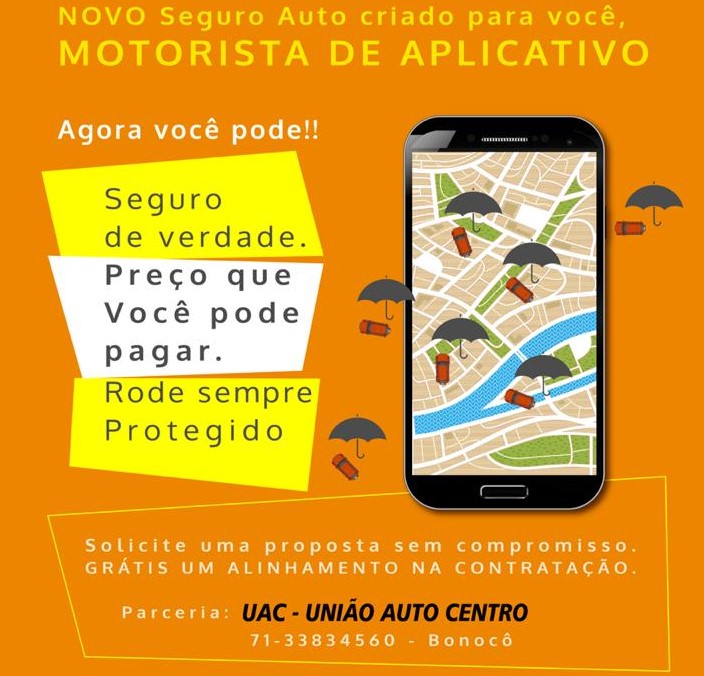 NOVO Seguro Auto criado para você,
MOTORISTA DE APLICATIVO
Agora você pode!!
Seguro
de verdade.
Preço que
Você pode
pagar.
Rode sempre
Protegido
Solicite uma proposta sem compromisso.
GRÁTIS UM ALINHAMENTO NA CONTRATAÇÃO.
Parceria: UAC - UNIÃO AUTO CENTRO
71-33834560 - Bonocô